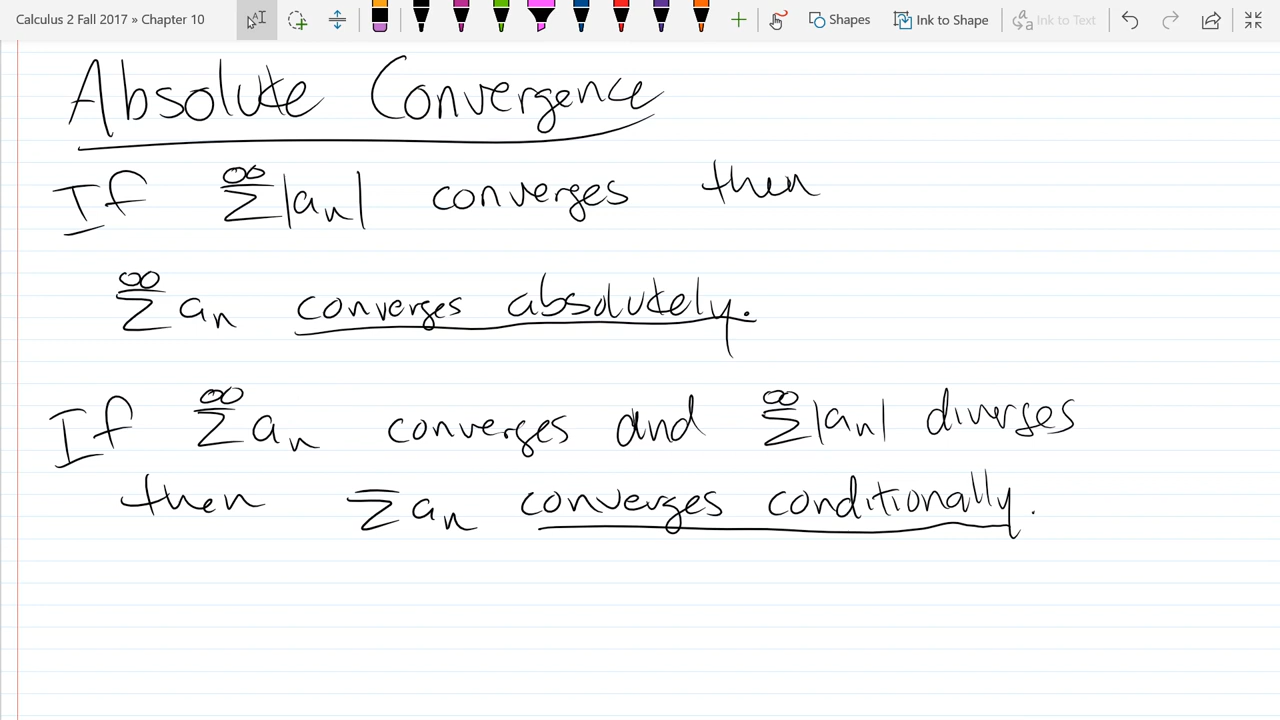 Calculus 2 Fall 2017 » Chapter 10 Shapes Ink to Shape Ink to Text
Absolute Convergence
If ∞Σ|aₙ| converges then
∞Σ aₙ converges absolutely.
If ∞Σ aₙ converges and ∞Σ|aₙ| diverges
then Σ aₙ converges conditionally.